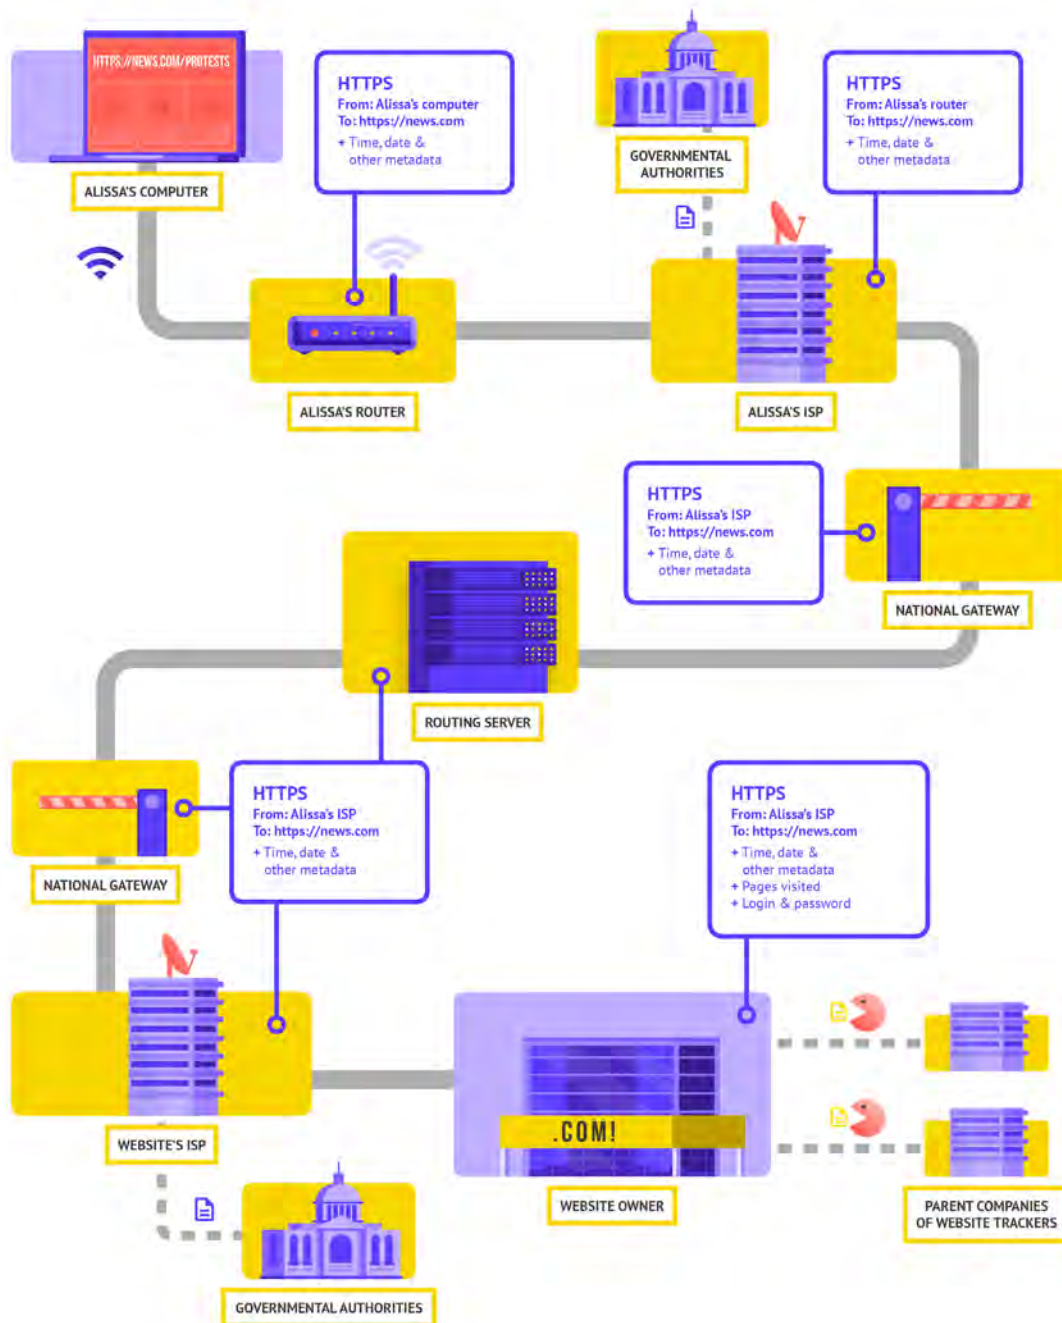 HTTPS://NEWS.COM/PROTESTS
ALISSA'S COMPUTER
HTTPS
From: Alissa's computer
To: https://news.com
+ Time, date &
other metadata
ALISSA'S ROUTER
GOVERNMENTAL
AUTHORITIES
HTTPS
From: Alissa's router
To: https://news.com
+ Time, date &
other metadata
ALISSA'S ISP
HTTPS
From: Alissa's ISP
To: https://news.com
+ Time, date &
other metadata
NATIONAL GATEWAY
ROUTING SERVER
NATIONAL GATEWAY
HTTPS
From: Alissa's ISP
To: https://news.com
+ Time, date &
other metadata
WEBSITE'S ISP
GOVERNMENTAL AUTHORITIES
HTTPS
From: Alissa's ISP
To: https://news.com
+ Time, date &
other metadata
+ Pages visited
+ Login & password
.COM!
WEBSITE OWNER
PARENT COMPANIES
OF WEBSITE TRACKERS